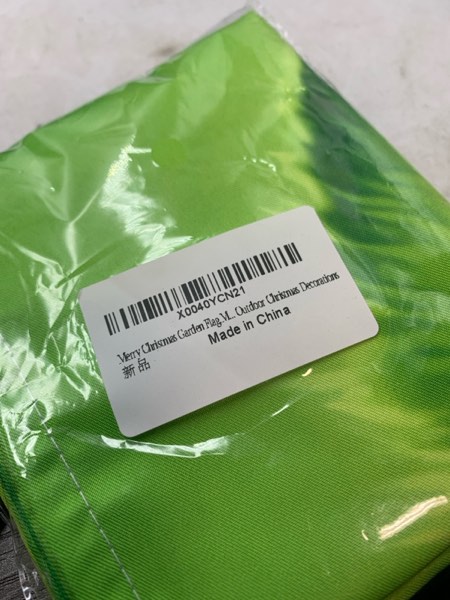 X0040YCN21
Merry Christmas Garden Flag,M... Outdoor Christmas Decorations
新品
Made in China